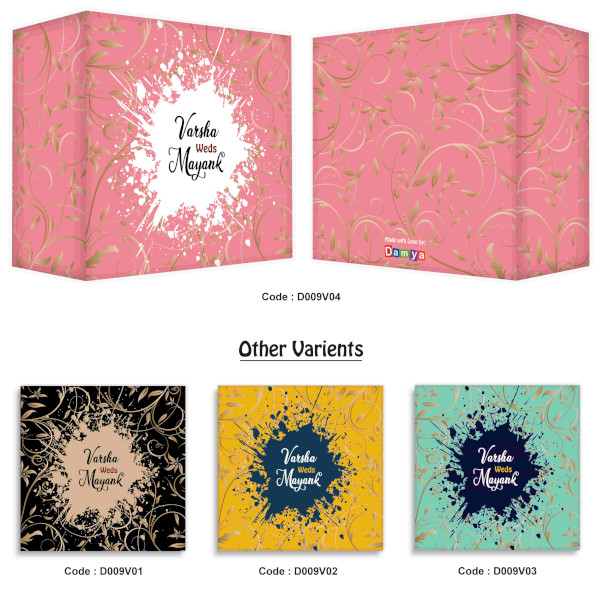 Varsha
Weds
Mayank
Made with Love by:
Damya
Code : D009V04
Other Varients
Varsha
Weds
Mayank
Varsha
Weds
Mayank
Varsha
Weds
Mayank
Code : D009V01
Code : D009V02
Code : D009V03